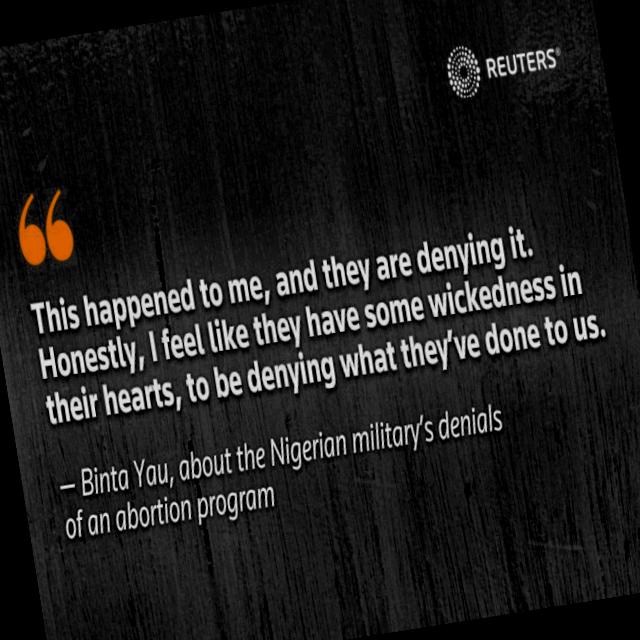 REUTERS®
This happened to me, and they are denying it.
Honestly, I feel like they have some wickedness in
their hearts, to be denying what they've done to us.
— Binta Yau, about the Nigerian military's denials
of an abortion program